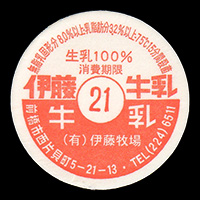 無脂乳固形分8.0%以上乳脂肪分3.2%以上75℃15分間殺菌
生乳100%
消費期限
伊藤 21 牛乳
牛 乳
(有)伊藤牧場
前橋市西片貝町5-21-13・TEL(224)6511